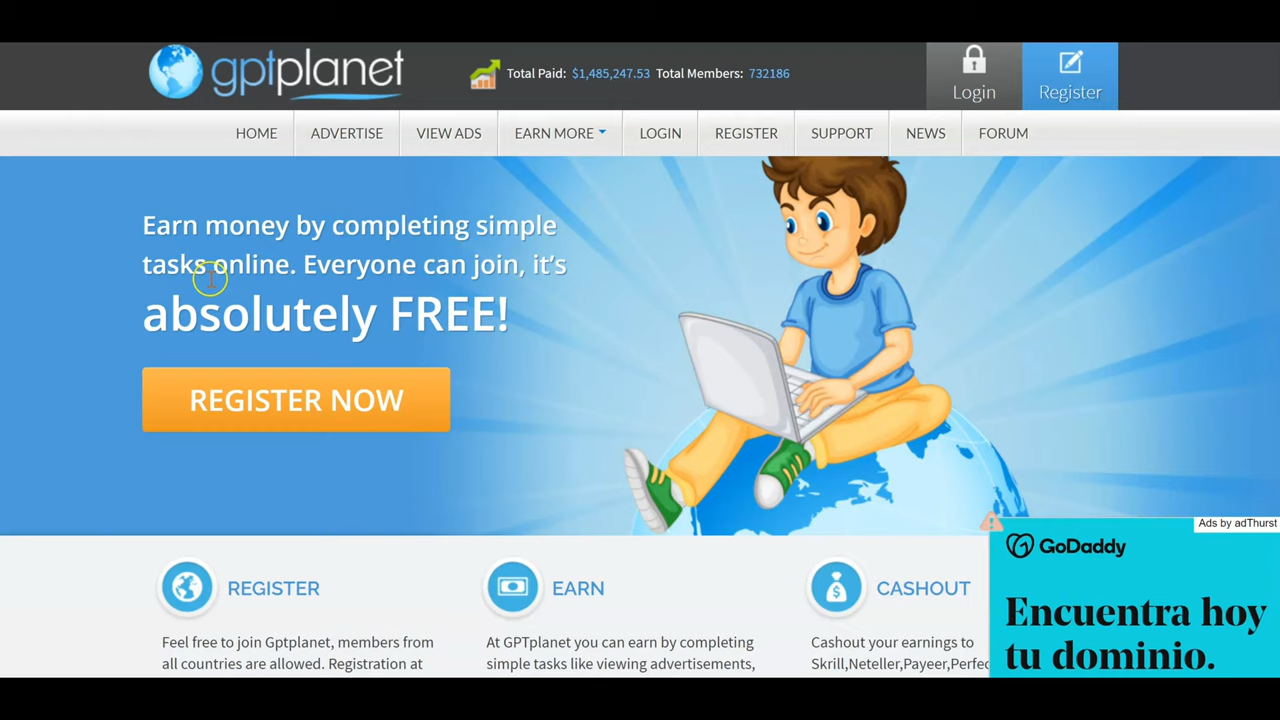 gptplanet
Total Paid: $1,485,247.53 Total Members: 732186
Login
Register
HOME ADVERTISE VIEW ADS EARN MORE LOGIN REGISTER SUPPORT NEWS FORUM
Earn money by completing simple
tasks online. Everyone can join, it's
absolutely FREE!
REGISTER NOW
Ads by adThurst
GoDaddy
Encuentra hoy
tu dominio.
REGISTER
Feel free to join Gptplanet, members from
all countries are allowed. Registration at
EARN
At GPTplanet you can earn by completing
simple tasks like viewing advertisements,
CASHOUT
Cashout your earnings to
Skrill,Neteller,Payeer,Perfec